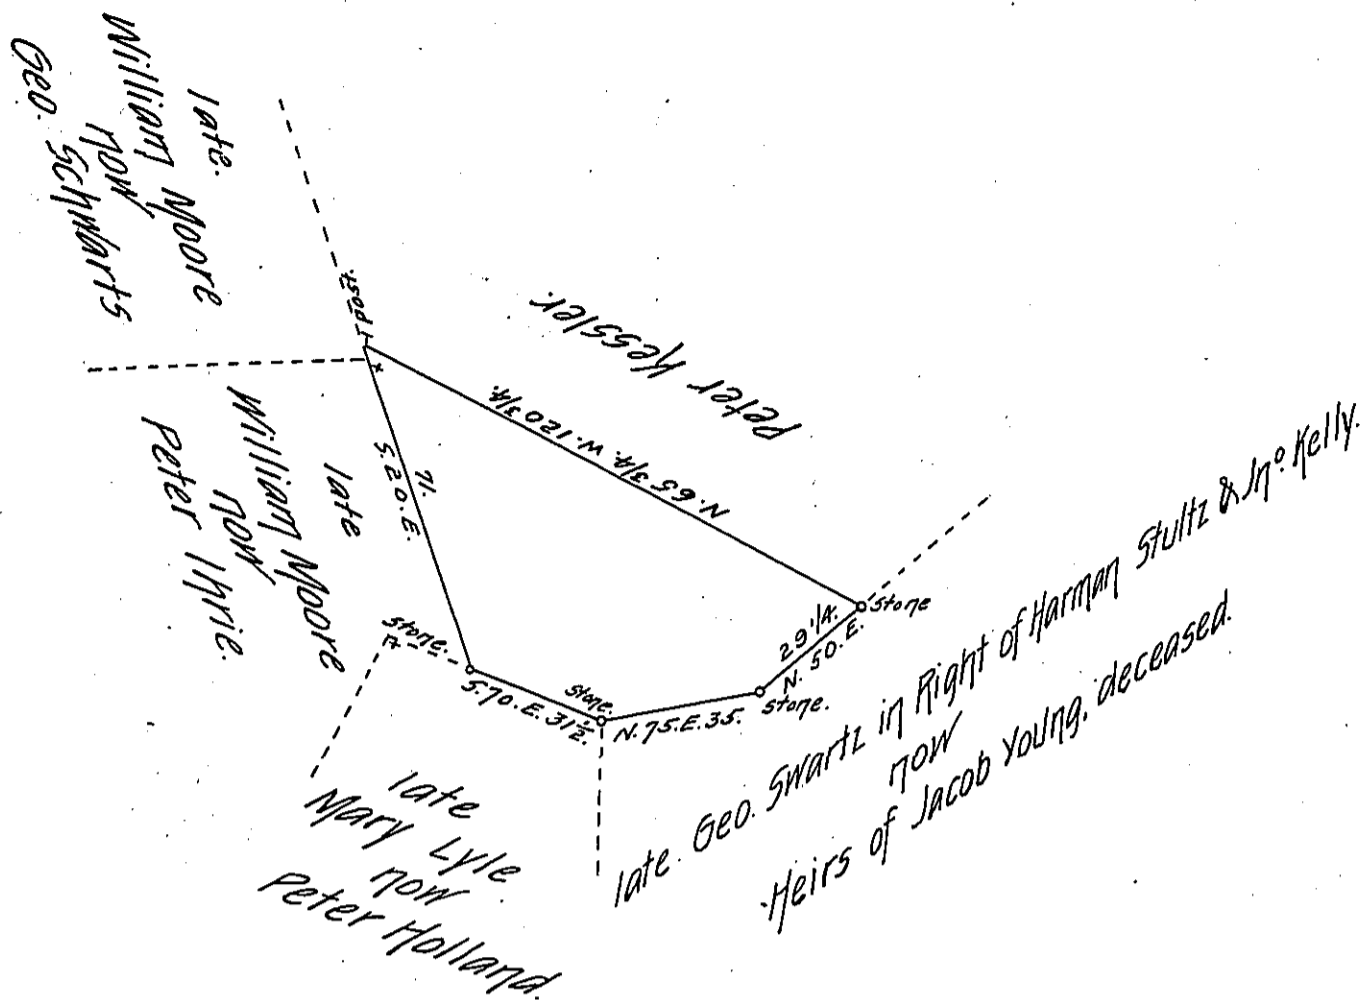 late.
William Moore
now
Geo. Schwarts
Post.
Peter Kessler.
N. 65 3/4. W. 120 3/4.
71.
S. 20. E.
late
William Moore
now
Peter Ihrie.
Stone.
S. 70. E. 31 1/2.
Stone.
N. 75. E. 35.
Stone.
29 1/4.
N. 50. E.
Stone
late
Mary Lyle
now
Peter Holland.
late. Geo. Swartz in Right of Harman Stultz & Jno. Kelly.
now
Heirs of Jacob Young, deceased.